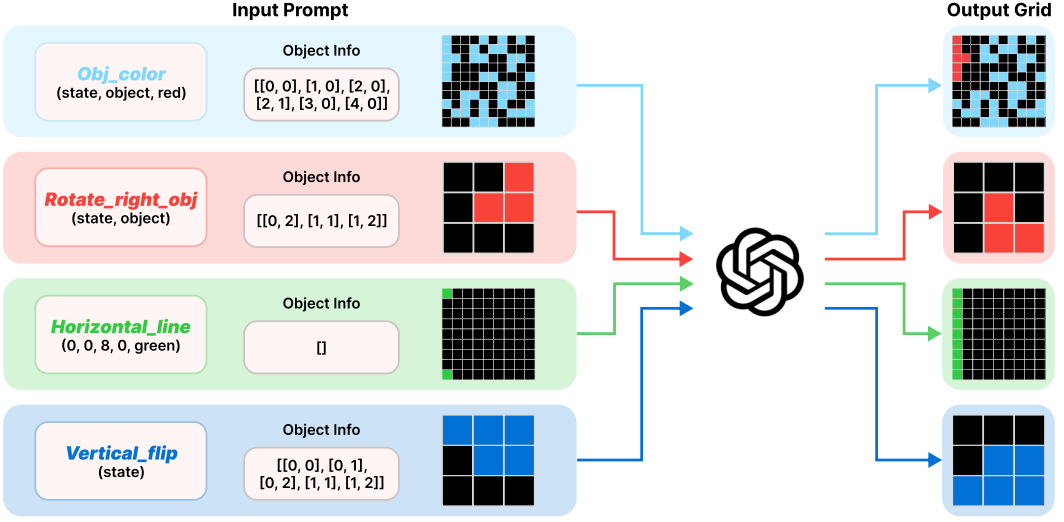 Input Prompt
Output Grid
Obj_color
(state, object, red)
Object Info
[[0, 0], [1, 0], [2, 0],
[2, 1], [3, 0], [4, 0]]
Rotate_right_obj
(state, object)
Object Info
[[0, 2], [1, 1], [1, 2]]
Horizontal_line
(0, 0, 8, 0, green)
Object Info
[]
Vertical_flip
(state)
Object Info
[[0, 0], [0, 1],
[0, 2], [1, 1], [1, 2]]